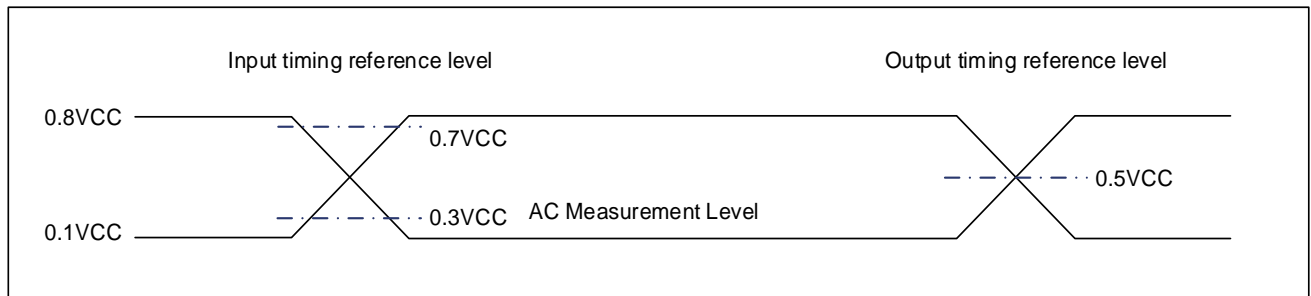 Input timing reference level
Output timing reference level
0.8VCC
0.7VCC
0.5VCC
0.3VCC
AC Measurement Level
0.1VCC